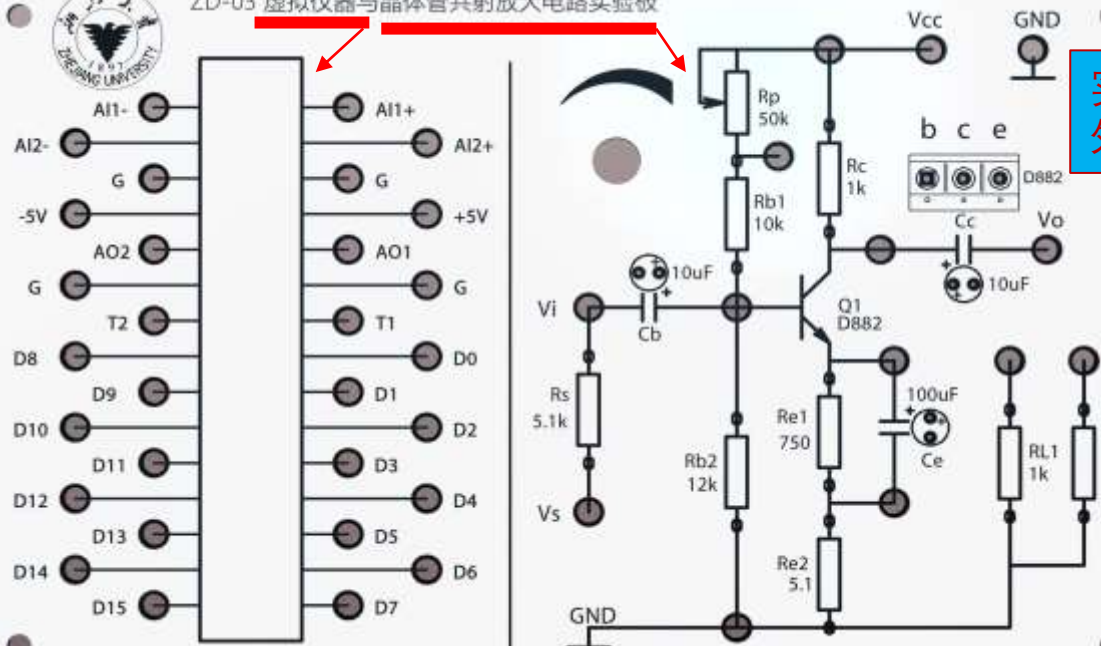 ZD-05 虚拟仪器与晶体管共射放大电路实验板
ZHEJIANG UNIVERSITY
1897
AI1-
AI1+
AI2-
AI2+
G
G
-5V
+5V
AO2
AO1
G
G
T2
T1
D8
D0
D9
D1
D10
D2
D11
D3
D12
D4
D13
D5
D14
D6
D15
D7
Vcc
GND
Rp
50k
b c e
D882
Rc
1k
Rb1
10k
Cc
Vo
10uF
10uF
Vi
Cb
Q1
D882
Rs
5.1k
Re1
750
100uF
Ce
RL1
1k
Rb2
12k
Vs
Re2
5.1
GND